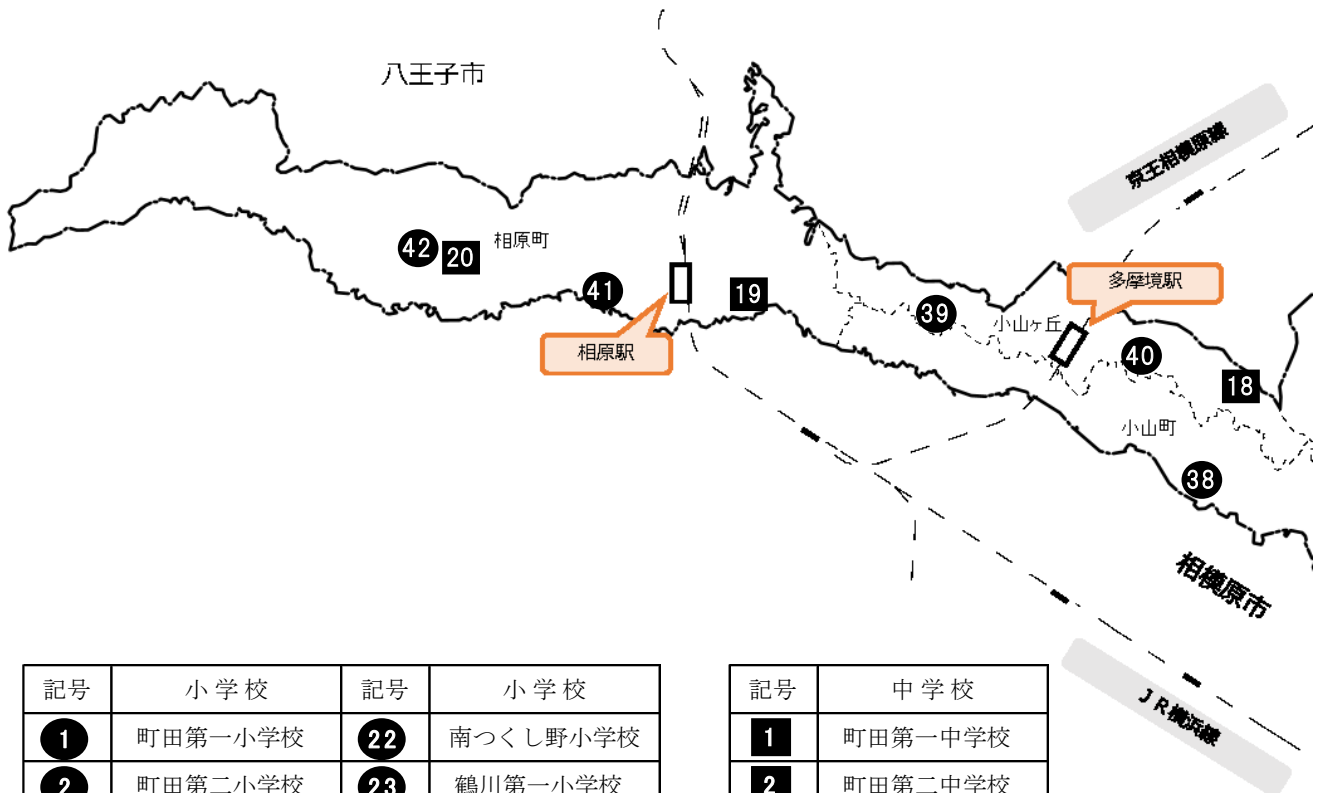 八王子市
京王相模原線
42
20
相原町
41
19
39
小山ヶ丘
多摩境駅
相原駅
40
18
小山町
38
相模原市
JR横浜線
記号 小学校 記号 小学校
1 町田第一小学校 22 南つくし野小学校
2 町田第二小学校 23 鶴川第一小学校
記号 中学校
1 町田第一中学校
2 町田第二中学校